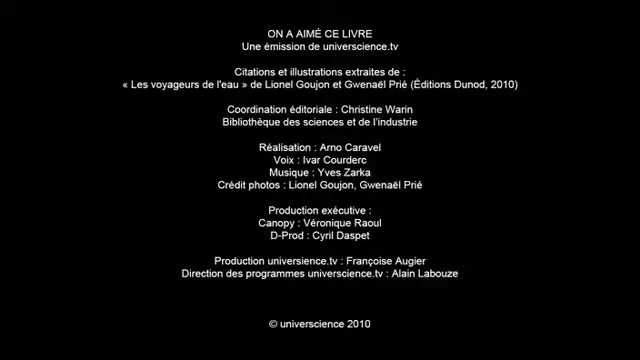 ON A AIMÉ CE LIVRE
Une émission de universcience.tv
Citations et illustrations extraites de :
« Les voyageurs de l'eau » de Lionel Goujon et Gwenaël Prié (Éditions Dunod, 2010)
Coordination éditoriale : Christine Warin
Bibliothèque des sciences et de l'industrie
Réalisation : Arno Caravel
Voix : Ivar Courderc
Musique : Yves Zarka
Crédit photos : Lionel Goujon, Gwenaël Prié
Production exécutive :
Canopy : Véronique Raoul
D-Prod : Cyril Daspet
Production universience.tv : Françoise Augier
Direction des programmes universcience.tv : Alain Labouze
© universcience 2010